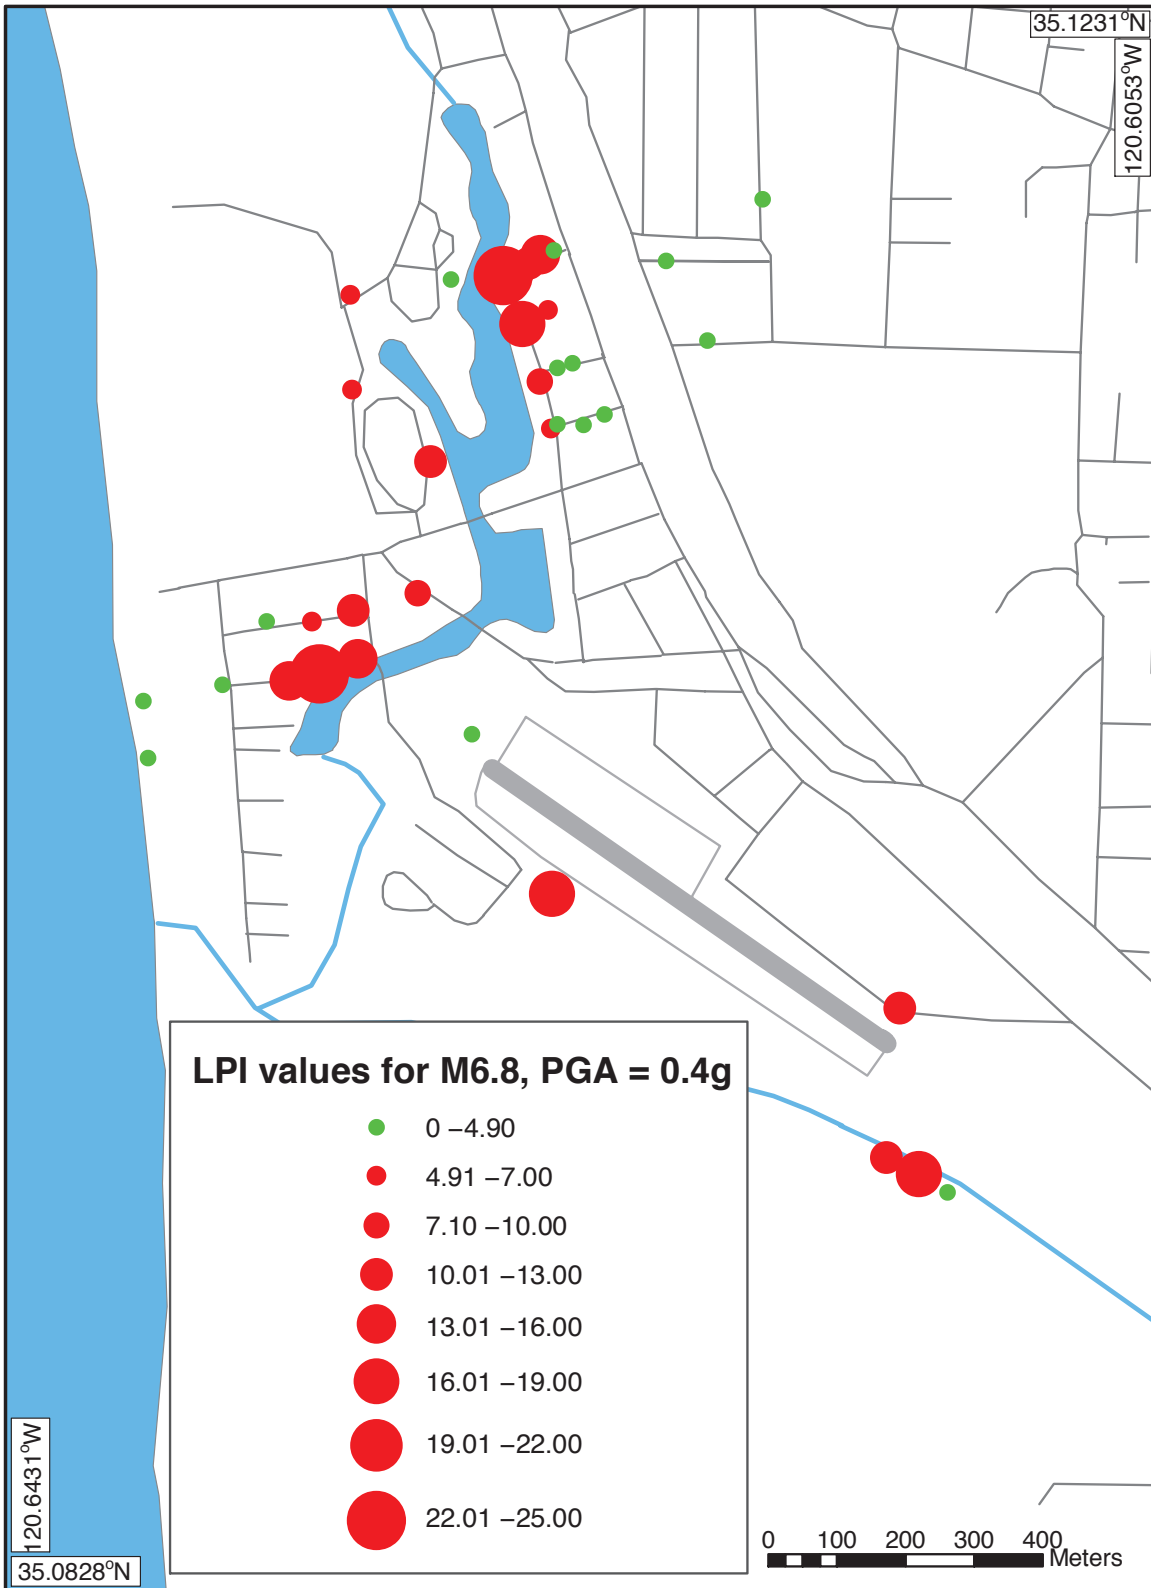 35.1231°N
120.6053°W
LPI values for M6.8, PGA = 0.4g
0 –4.90
4.91 –7.00
7.10 –10.00
10.01 –13.00
13.01 –16.00
16.01 –19.00
19.01 –22.00
22.01 –25.00
120.6431°W
35.0828°N
0 100 200 300 400
Meters